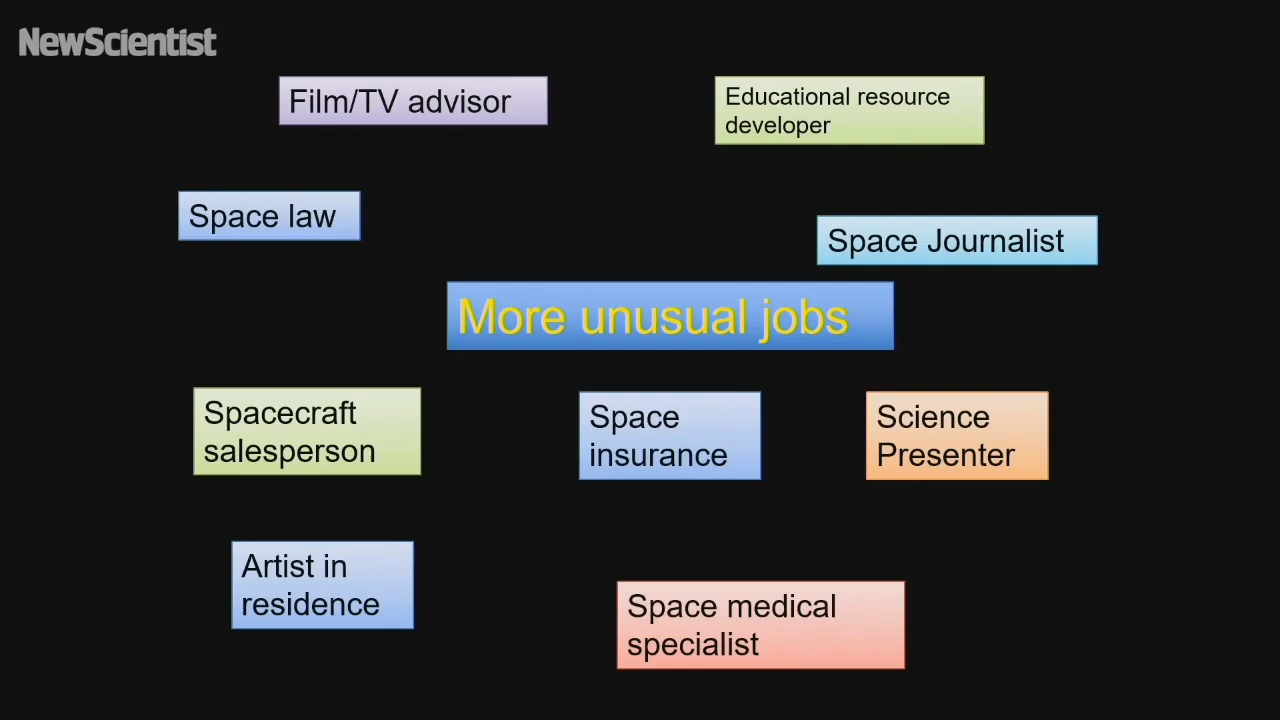 NewScientist
Film/TV advisor
Educational resource
developer
Space law
Space Journalist
More unusual jobs
Spacecraft
salesperson
Space
insurance
Science
Presenter
Artist in
residence
Space medical
specialist